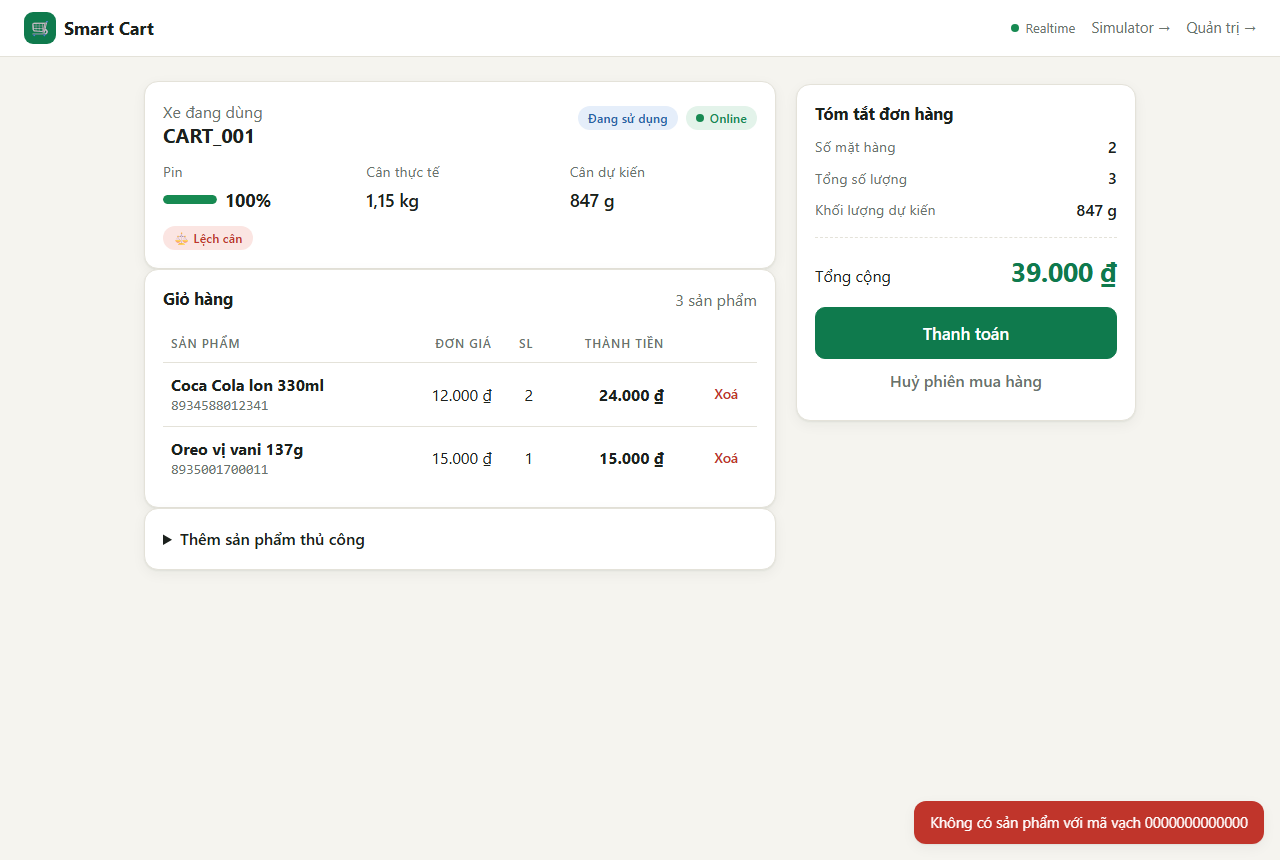 Smart Cart
Realtime Simulator → Quản trị →
Xe đang dùng
CART_001
Đang sử dụng Online
Pin Cân thực tế Cân dự kiến
100% 1,15 kg 847 g
Lệch cân
Giỏ hàng 3 sản phẩm
SẢN PHẨM ĐƠN GIÁ SL THÀNH TIỀN
Coca Cola lon 330ml 12.000 ₫ 2 24.000 ₫ Xoá
8934588012341
Oreo vị vani 137g 15.000 ₫ 1 15.000 ₫ Xoá
8935001700011
Thêm sản phẩm thủ công
Tóm tắt đơn hàng
Số mặt hàng 2
Tổng số lượng 3
Khối lượng dự kiến 847 g
Tổng cộng 39.000 ₫
Thanh toán
Huỷ phiên mua hàng
Không có sản phẩm với mã vạch 0000000000000